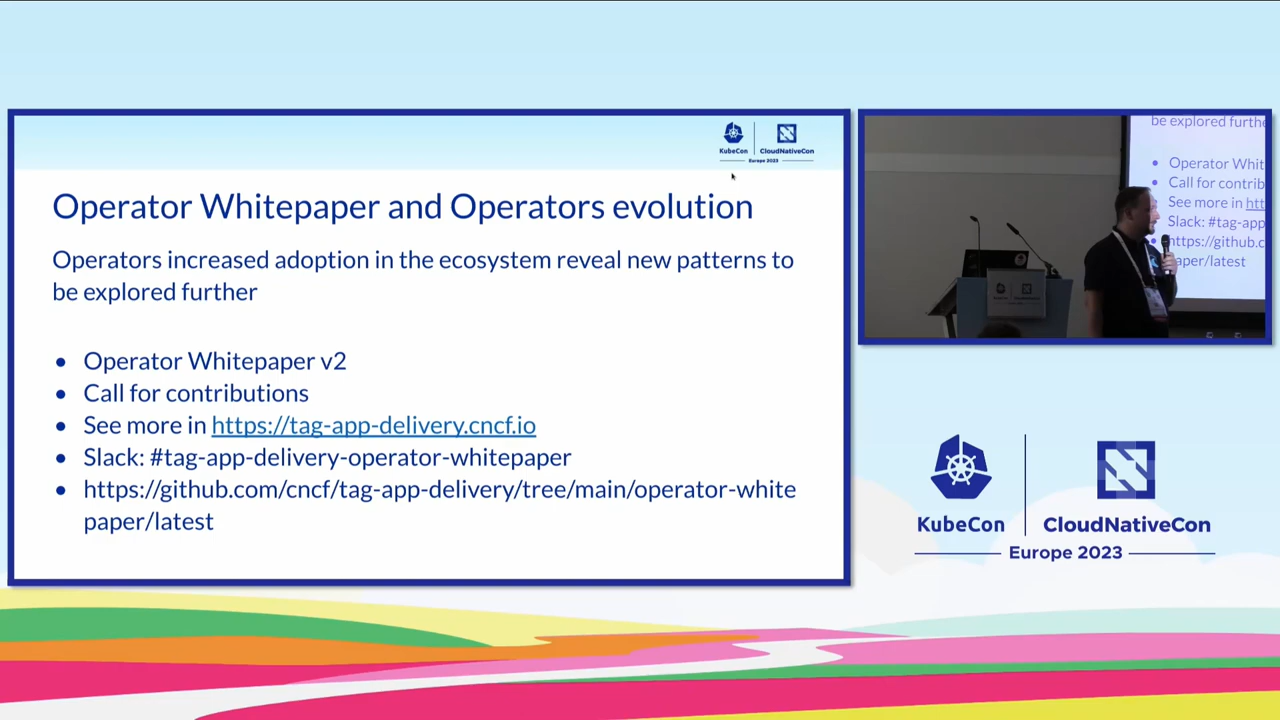 KubeCon
CloudNativeCon
Europe 2023
Operator Whitepaper and Operators evolution
Operators increased adoption in the ecosystem reveal new patterns to
be explored further
• Operator Whitepaper v2
• Call for contributions
• See more in https://tag-app-delivery.cncf.io
• Slack: #tag-app-delivery-operator-whitepaper
• https://github.com/cncf/tag-app-delivery/tree/main/operator-white
paper/latest
be explored furthe
• Operator Whit
• Call for contrib
See more in htt
Slack: #tag-app
• https://github.c
aper/latest
KubeCon
CloudNativeCon
Europe 2023